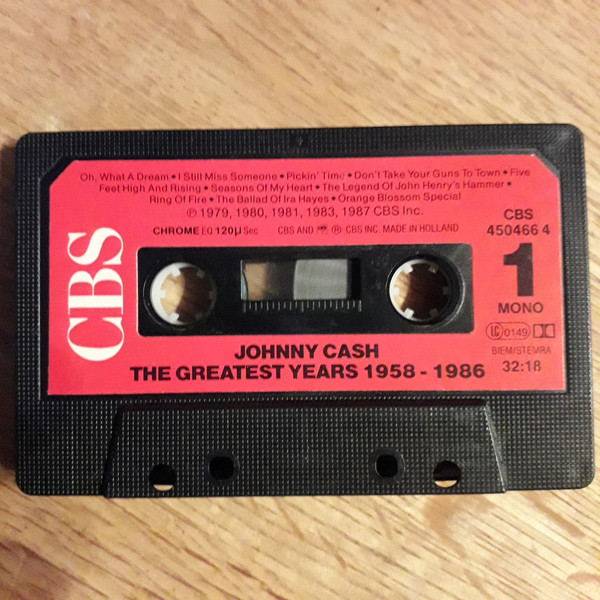 Oh, What A Dream • I Still Miss Someone • Pickin' Time • Don't Take Your Guns To Town • Five
Feet High And Rising • Seasons Of My Heart • The Legend Of John Henry's Hammer •
Ring Of Fire • The Ballad Of Ira Hayes • Orange Blossom Special
℗ 1979, 1980, 1981, 1983, 1987 CBS Inc.
CHROME EQ 120µ Sec
CBS AND ® CBS INC. MADE IN HOLLAND
CBS
450466 4
1
MONO
LC 0149
BIEM/STEMRA
32:18
CBS
JOHNNY CASH
THE GREATEST YEARS 1958 - 1986